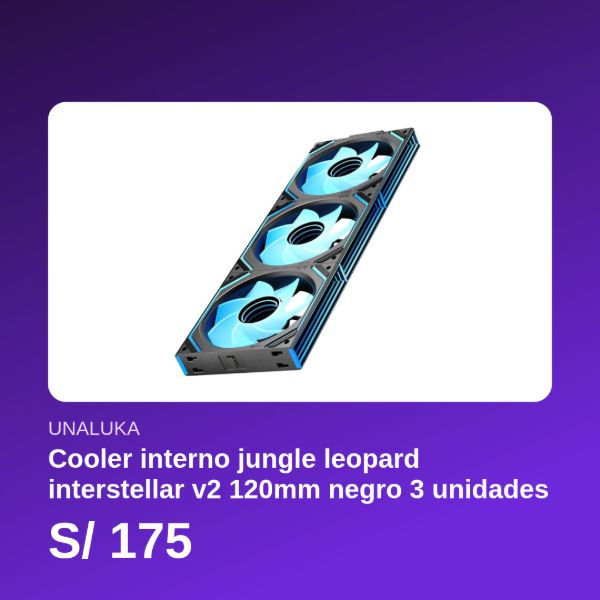 UNALUKA
Cooler interno jungle leopard
interstellar v2 120mm negro 3 unidades
S/ 175